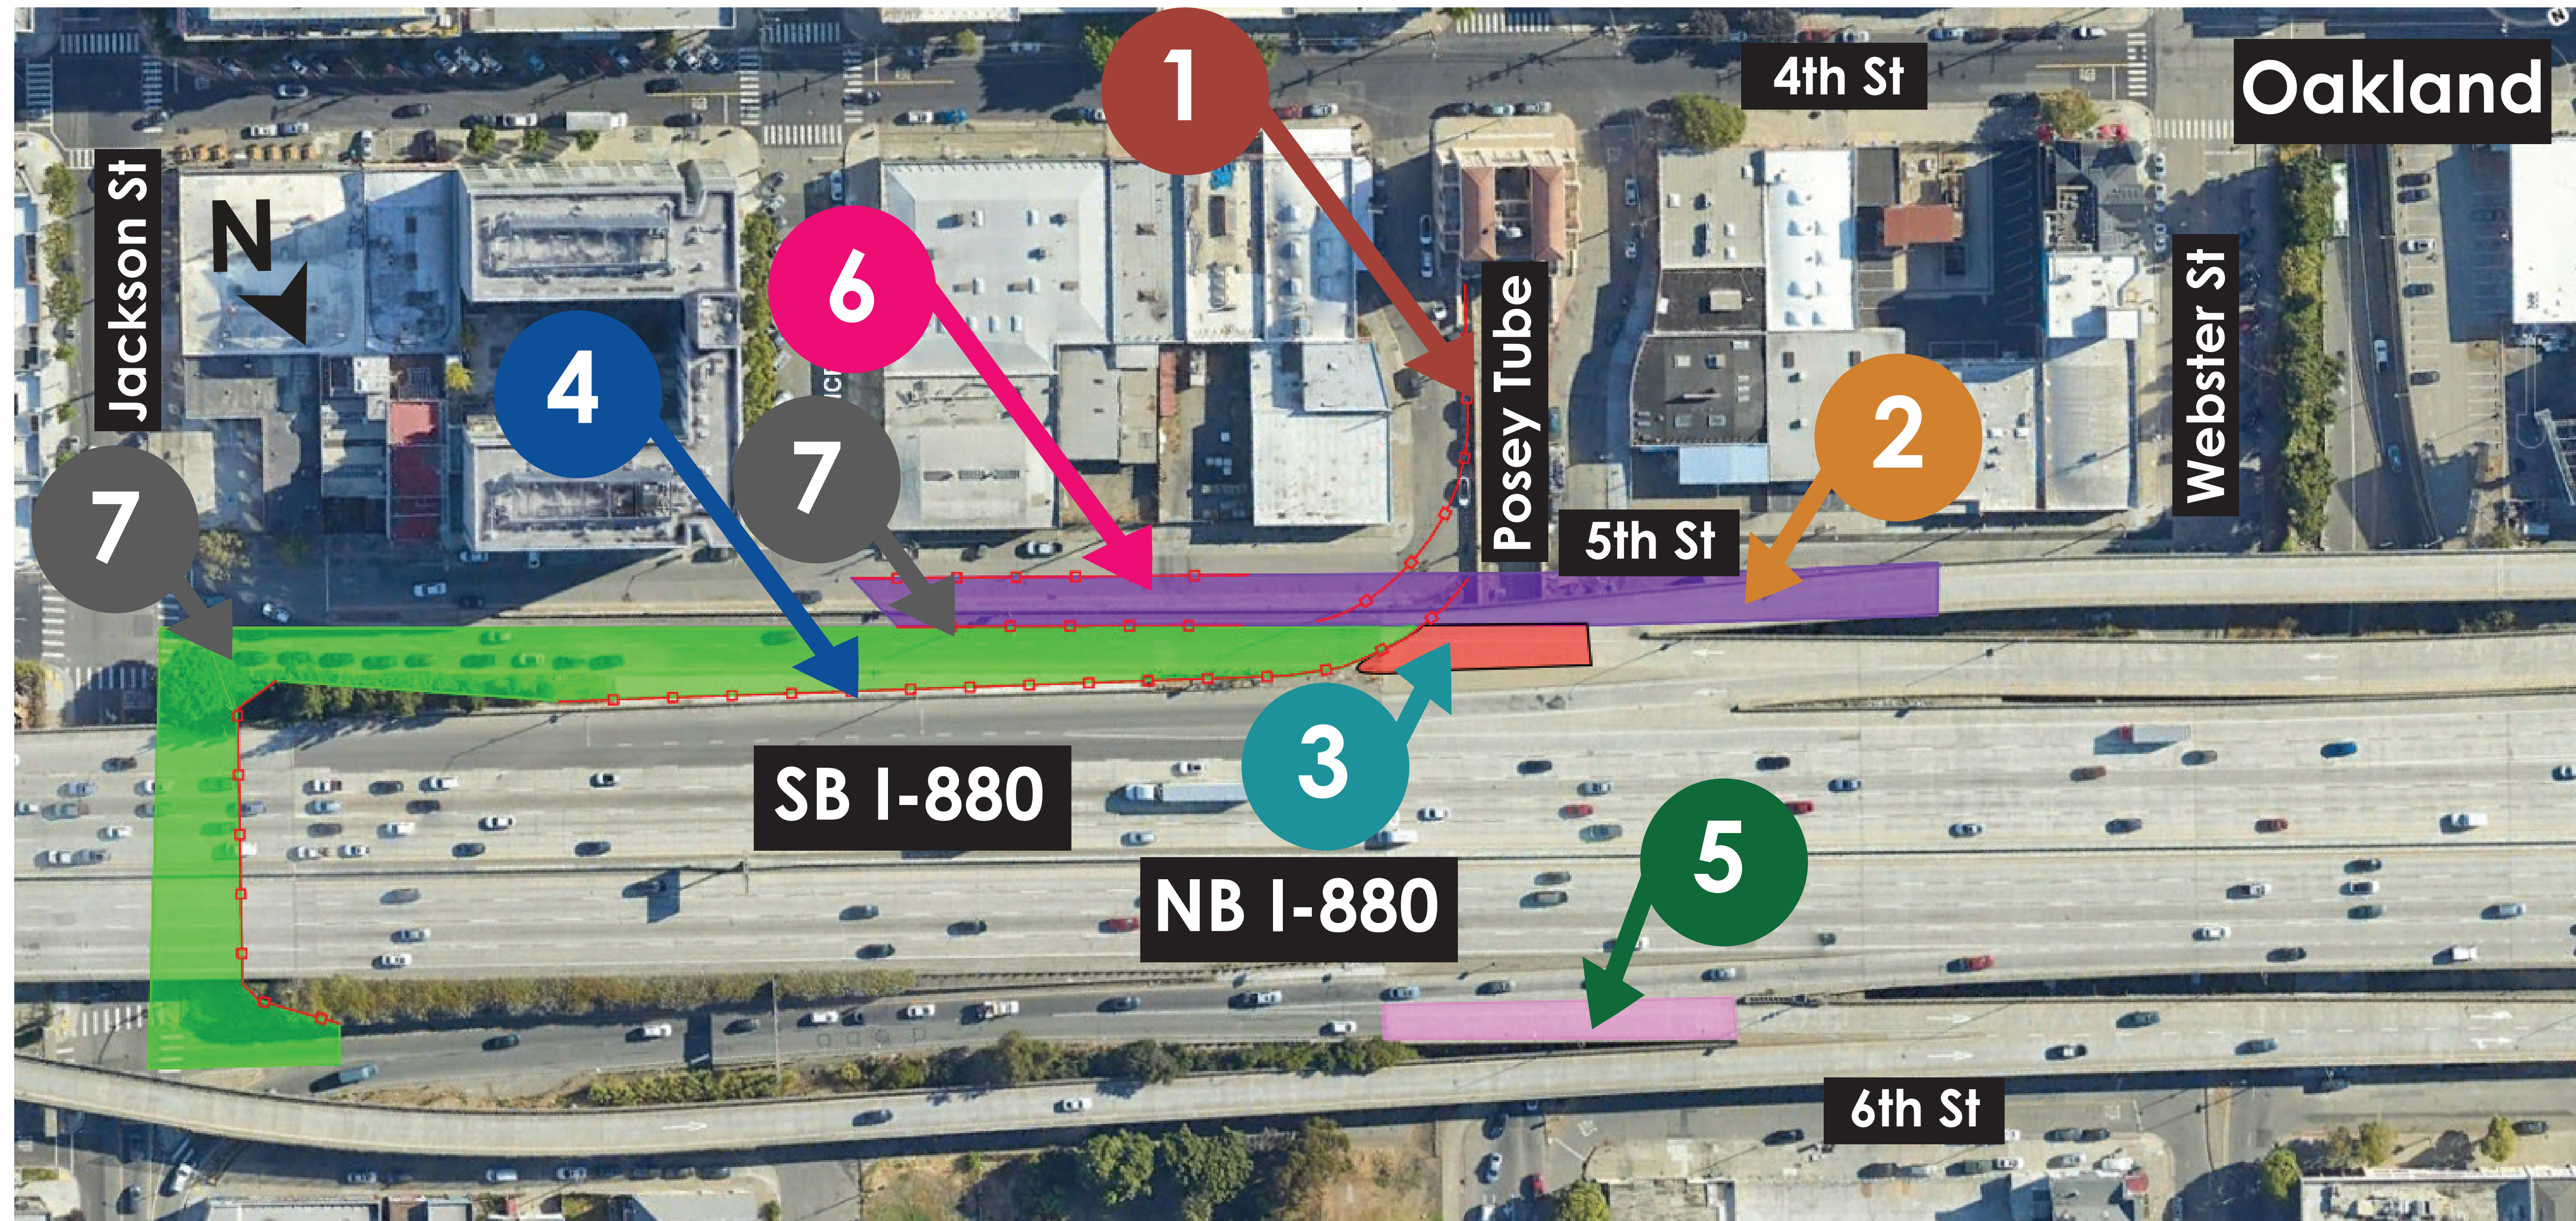 1
4th St
Oakland
Jackson St
N
6
Posey Tube
Webster St
4
2
7
7
5th St
3
SB I-880
5
NB I-880
6th St